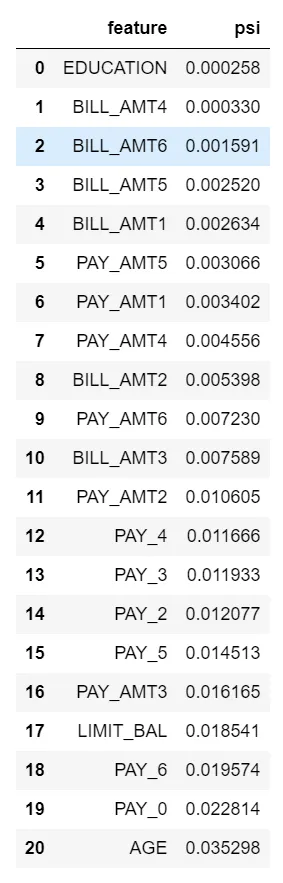 feature psi
0 EDUCATION 0.000258
1 BILL_AMT4 0.000330
2 BILL_AMT6 0.001591
3 BILL_AMT5 0.002520
4 BILL_AMT1 0.002634
5 PAY_AMT5 0.003066
6 PAY_AMT1 0.003402
7 PAY_AMT4 0.004556
8 BILL_AMT2 0.005398
9 PAY_AMT6 0.007230
10 BILL_AMT3 0.007589
11 PAY_AMT2 0.010605
12 PAY_4 0.011666
13 PAY_3 0.011933
14 PAY_2 0.012077
15 PAY_5 0.014513
16 PAY_AMT3 0.016165
17 LIMIT_BAL 0.018541
18 PAY_6 0.019574
19 PAY_0 0.022814
20 AGE 0.035298